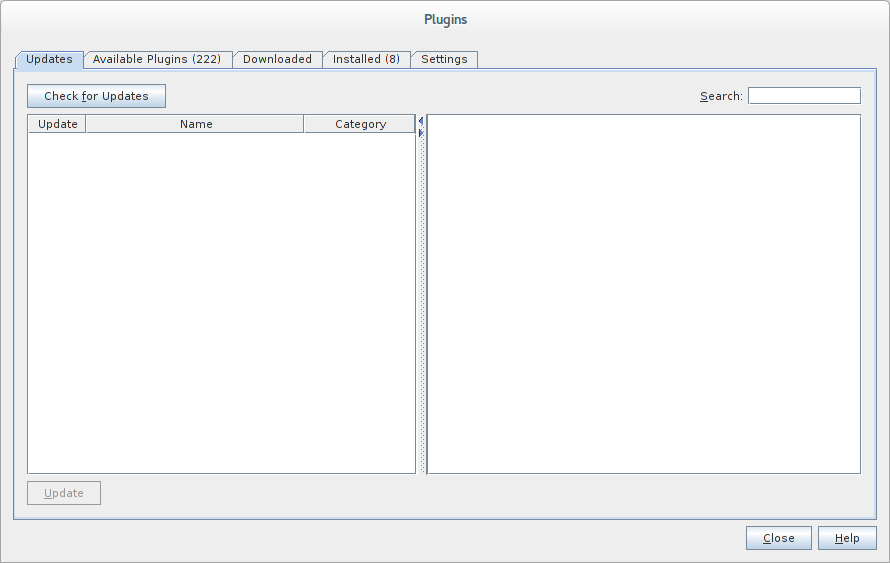 Plugins
Updates Available Plugins (222) Downloaded Installed (8) Settings
Check for Updates Search:
Update Name Category
Update
Close Help